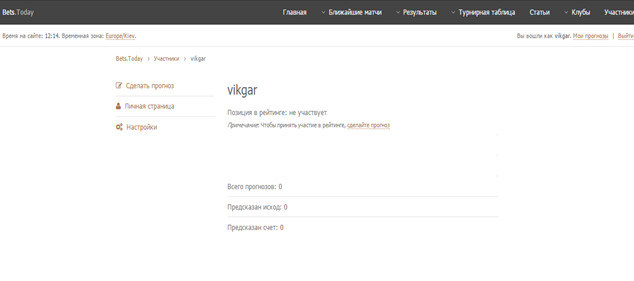 Bets.Today Главная Ближайшие матчи Результаты Турнирная таблица Статьи Клубы Участники
Время на сайте: 12:14. Временная зона: Europe/Kiev. Вы вошли как vikgar. Мои прогнозы | Выйти
Bets.Today › Участники › vikgar
Сделать прогноз
Личная страница
Настройки
vikgar
Позиция в рейтинге: не участвует
Примечание: Чтобы принять участие в рейтинге, сделайте прогноз
Всего прогнозов: 0
Предсказан исход: 0
Предсказан счет: 0